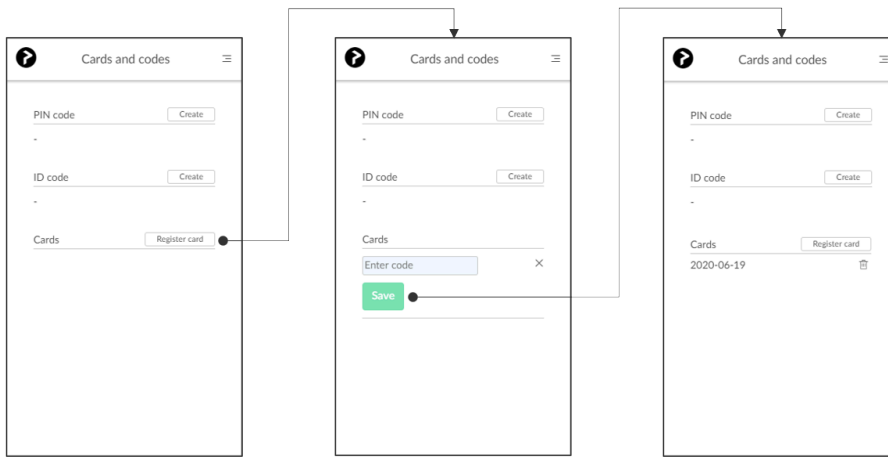 Cards and codes
PIN code Create
-
ID code Create
-
Cards Register card
Cards and codes
PIN code Create
-
ID code Create
-
Cards
Enter code
Save
Cards and codes
PIN code Create
-
ID code Create
-
Cards Register card
2020-06-19